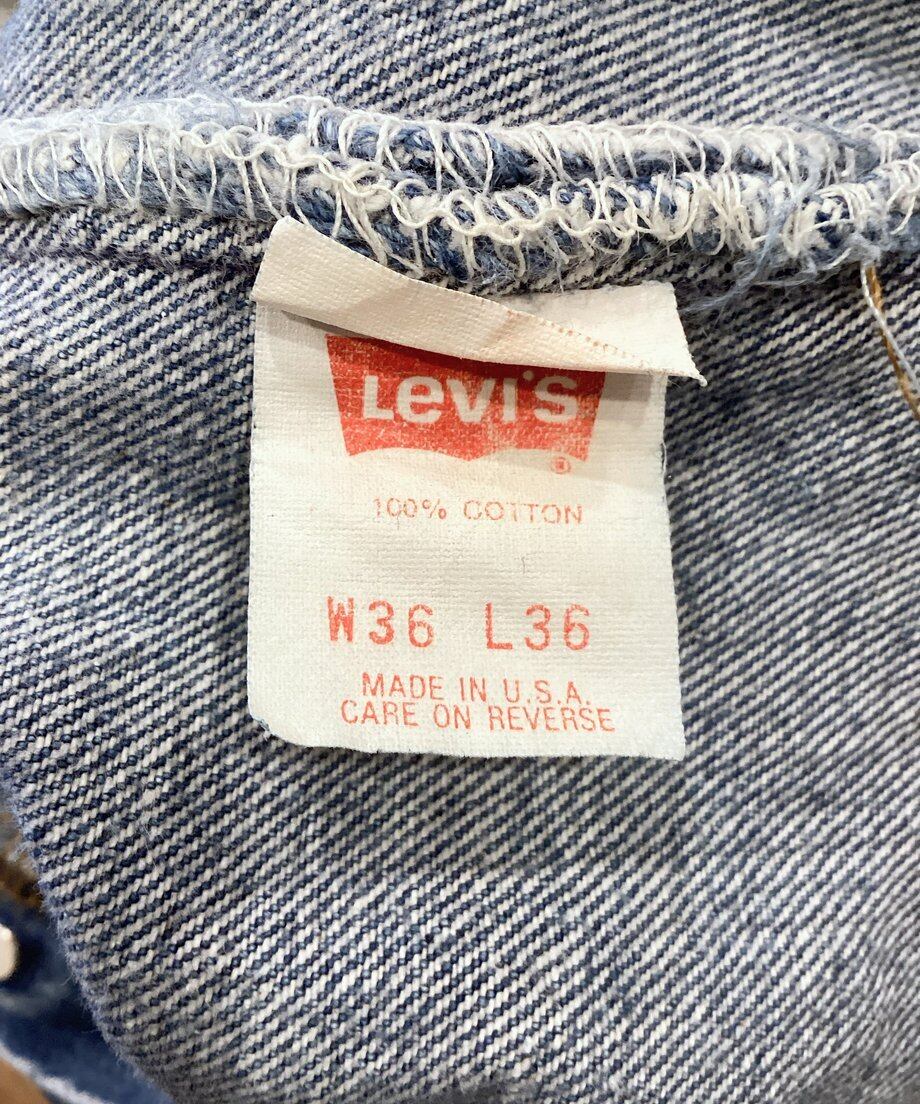 Levi's
®
100% COTTON
W36 L36
MADE IN U.S.A.
CARE ON REVERSE